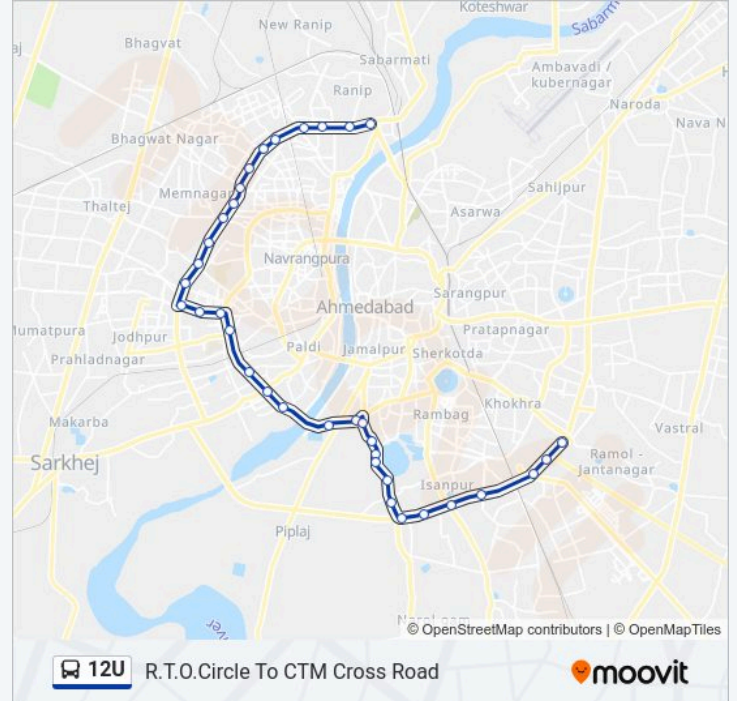 Koteshwar
New Ranip
Sabarm
Bhagvat
Sabarmati
Ambavadi /
kubernagar
Ranip
Naroda
Nava N
Bhagwat Nagar
Sahijpur
Memnagar
Thaltej
Asarwa
Navrangpura
Sarangpur
Ahmedabad
Pratapnagar
Jodhpur
Paldi
Jamalpur
Sherkotda
Prahladnagar
Khokhra
Rambag
Makarba
Vastral
Sarkhej
Ramol -
Jantanagar
Isanpur
Piplaj
© OpenStreetMap contributors | © OpenMapTiles
12U R.T.O.Circle To CTM Cross Road moovit